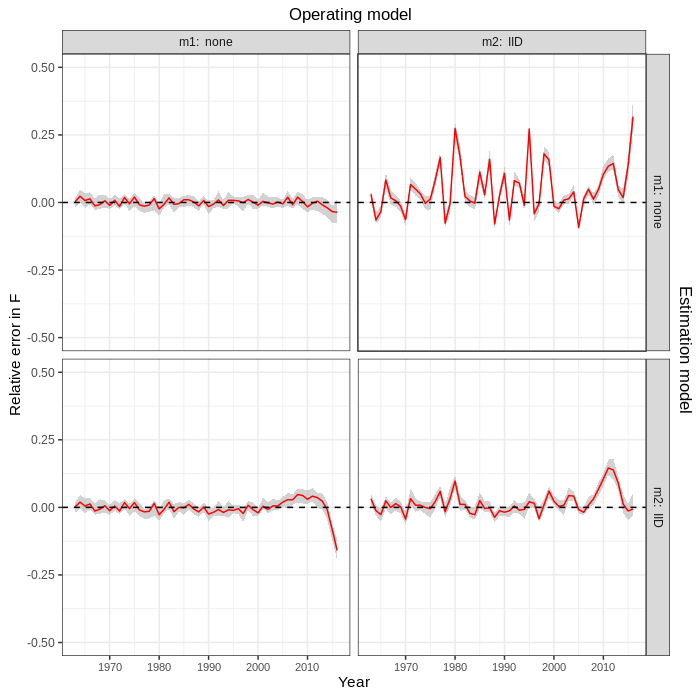 Operating model
m1: none
m2: IID
0.50
0.25
0.00
-0.25
-0.50
m1: none
0.50
0.25
0.00
-0.25
-0.50
m2: IID
Relative error in F
Estimation model
1970
1980
1990
2000
2010
1970
1980
1990
2000
2010
Year